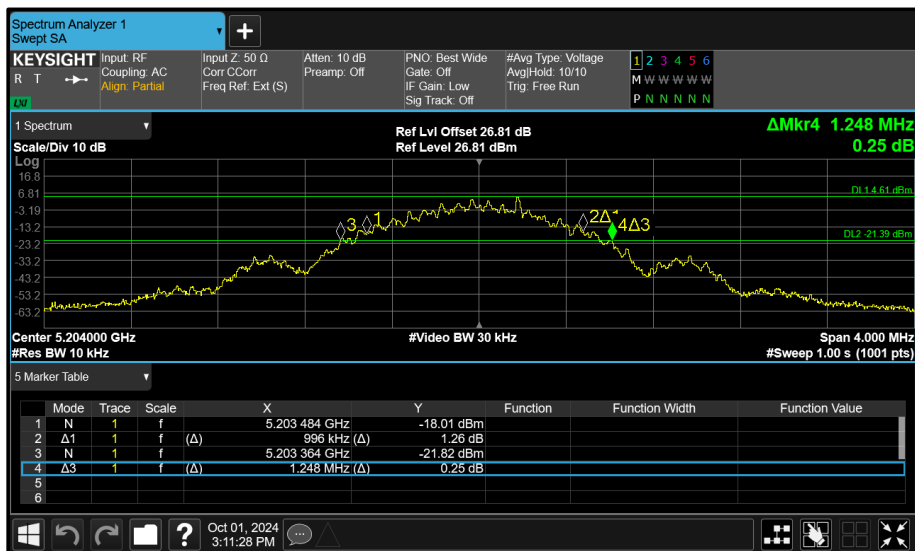 Spectrum Analyzer 1
Swept SA
+
KEYSIGHT Input: RF Input Z: 50 Ω Atten: 10 dB PNO: Best Wide #Avg Type: Voltage 1 2 3 4 5 6
R T Coupling: AC Corr CCorr Preamp: Off Gate: Off Avg|Hold: 10/10 M W W W W W
Align: Partial Freq Ref: Ext (S) IF Gain: Low Trig: Free Run
LXI Sig Track: Off P N N N N N
1 Spectrum
Ref Lvl Offset 26.81 dB ΔMkr4 1.248 MHz
Scale/Div 10 dB Ref Level 26.81 dBm 0.25 dB
Log
16.8
6.81 DL1 4.61 dBm
-3.19
-13.2 3 1 2Δ1 4Δ3
-23.2 DL2 -21.39 dBm
-33.2
-43.2
-53.2
-63.2
Center 5.204000 GHz #Video BW 30 kHz Span 4.000 MHz
#Res BW 10 kHz #Sweep 1.00 s (1001 pts)
5 Marker Table
Mode Trace Scale X Y Function Function Width Function Value
1 N 1 f 5.203 484 GHz -18.01 dBm
2 Δ1 1 f (Δ) 996 kHz (Δ) 1.26 dB
3 N 1 f 5.203 364 GHz -21.82 dBm
4 Δ3 1 f (Δ) 1.248 MHz (Δ) 0.25 dB
5
6
? Oct 01, 2024
3:11:28 PM